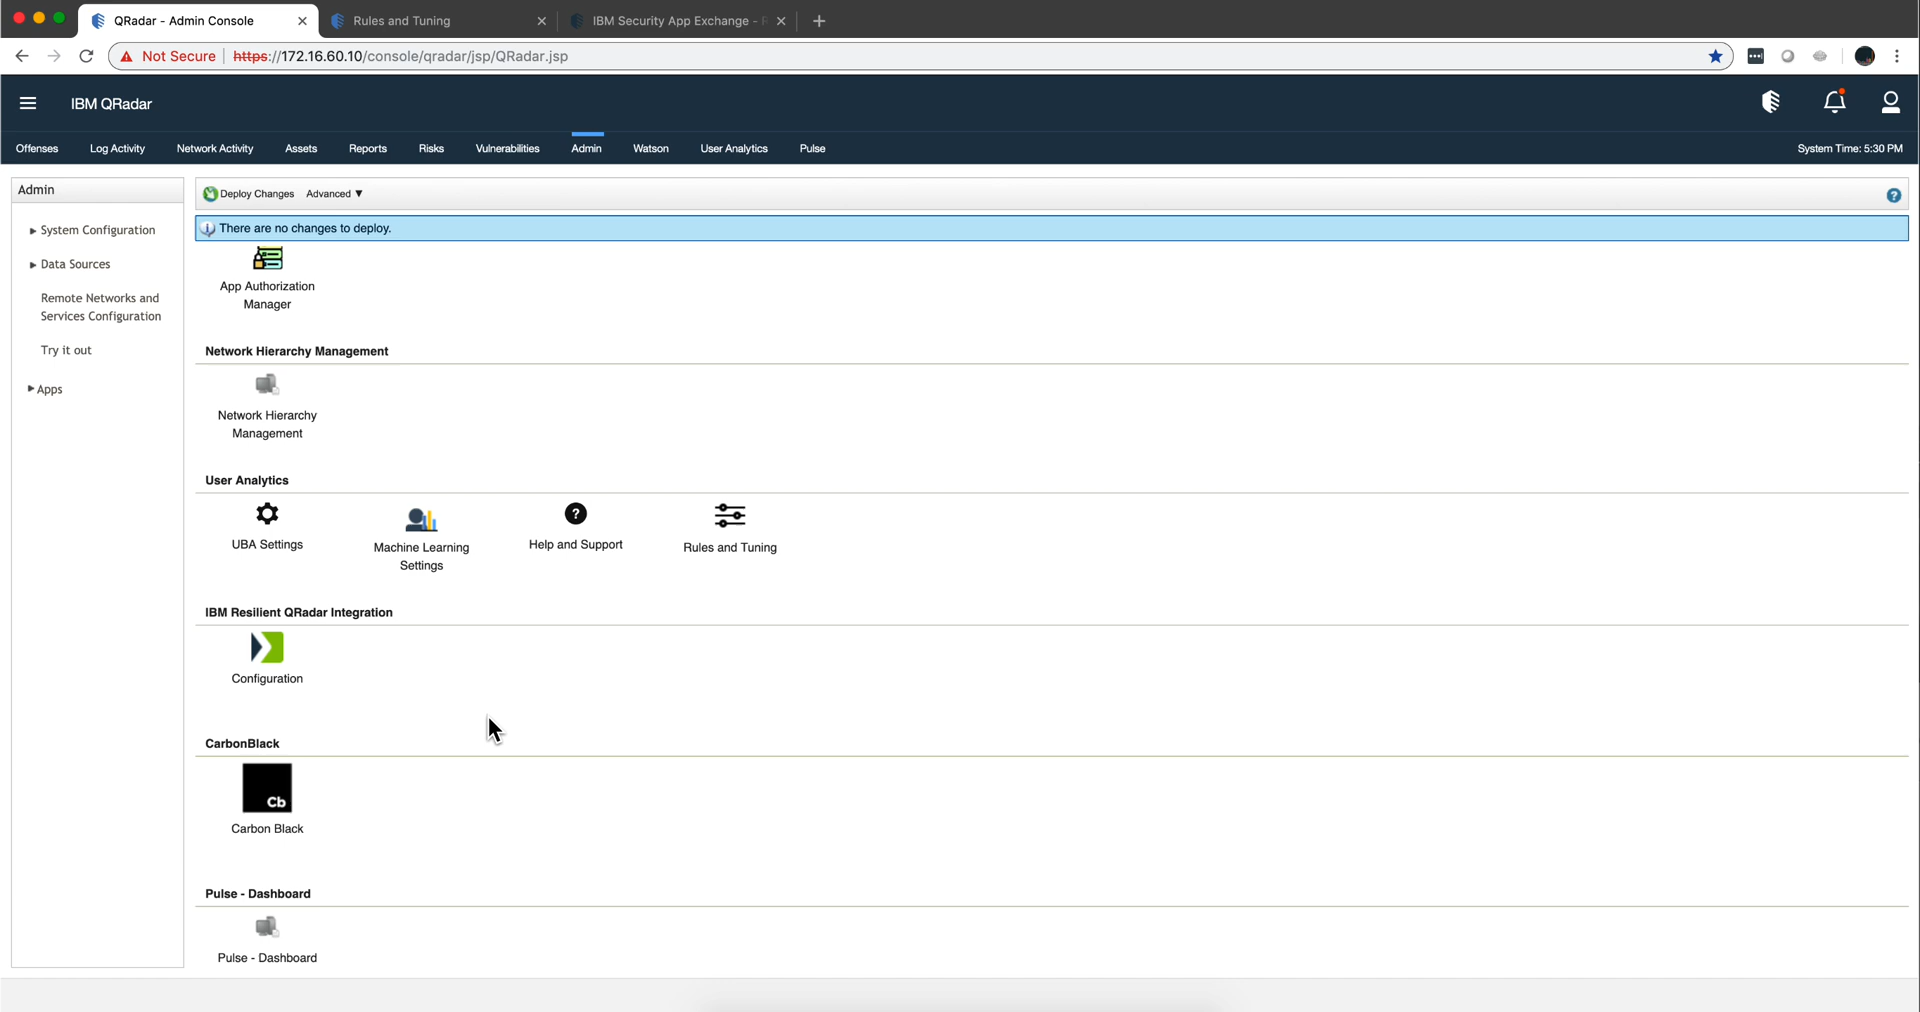 QRadar - Admin Console
Rules and Tuning
IBM Security App Exchange -
Not Secure
https://172.16.60.10/console/qradar/jsp/QRadar.jsp
IBM QRadar
Offenses
Log Activity
Network Activity
Assets
Reports
Risks
Vulnerabilities
Admin
Watson
User Analytics
Pulse
System Time: 5:30 PM
Admin
System Configuration
Data Sources
Remote Networks and
Services Configuration
Try it out
Apps
Deploy Changes
Advanced ▼
There are no changes to deploy.
App Authorization
Manager
Network Hierarchy Management
Network Hierarchy
Management
User Analytics
UBA Settings
Machine Learning
Settings
Help and Support
Rules and Tuning
IBM Resilient QRadar Integration
Configuration
CarbonBlack
Cb
Carbon Black
Pulse - Dashboard
Pulse - Dashboard